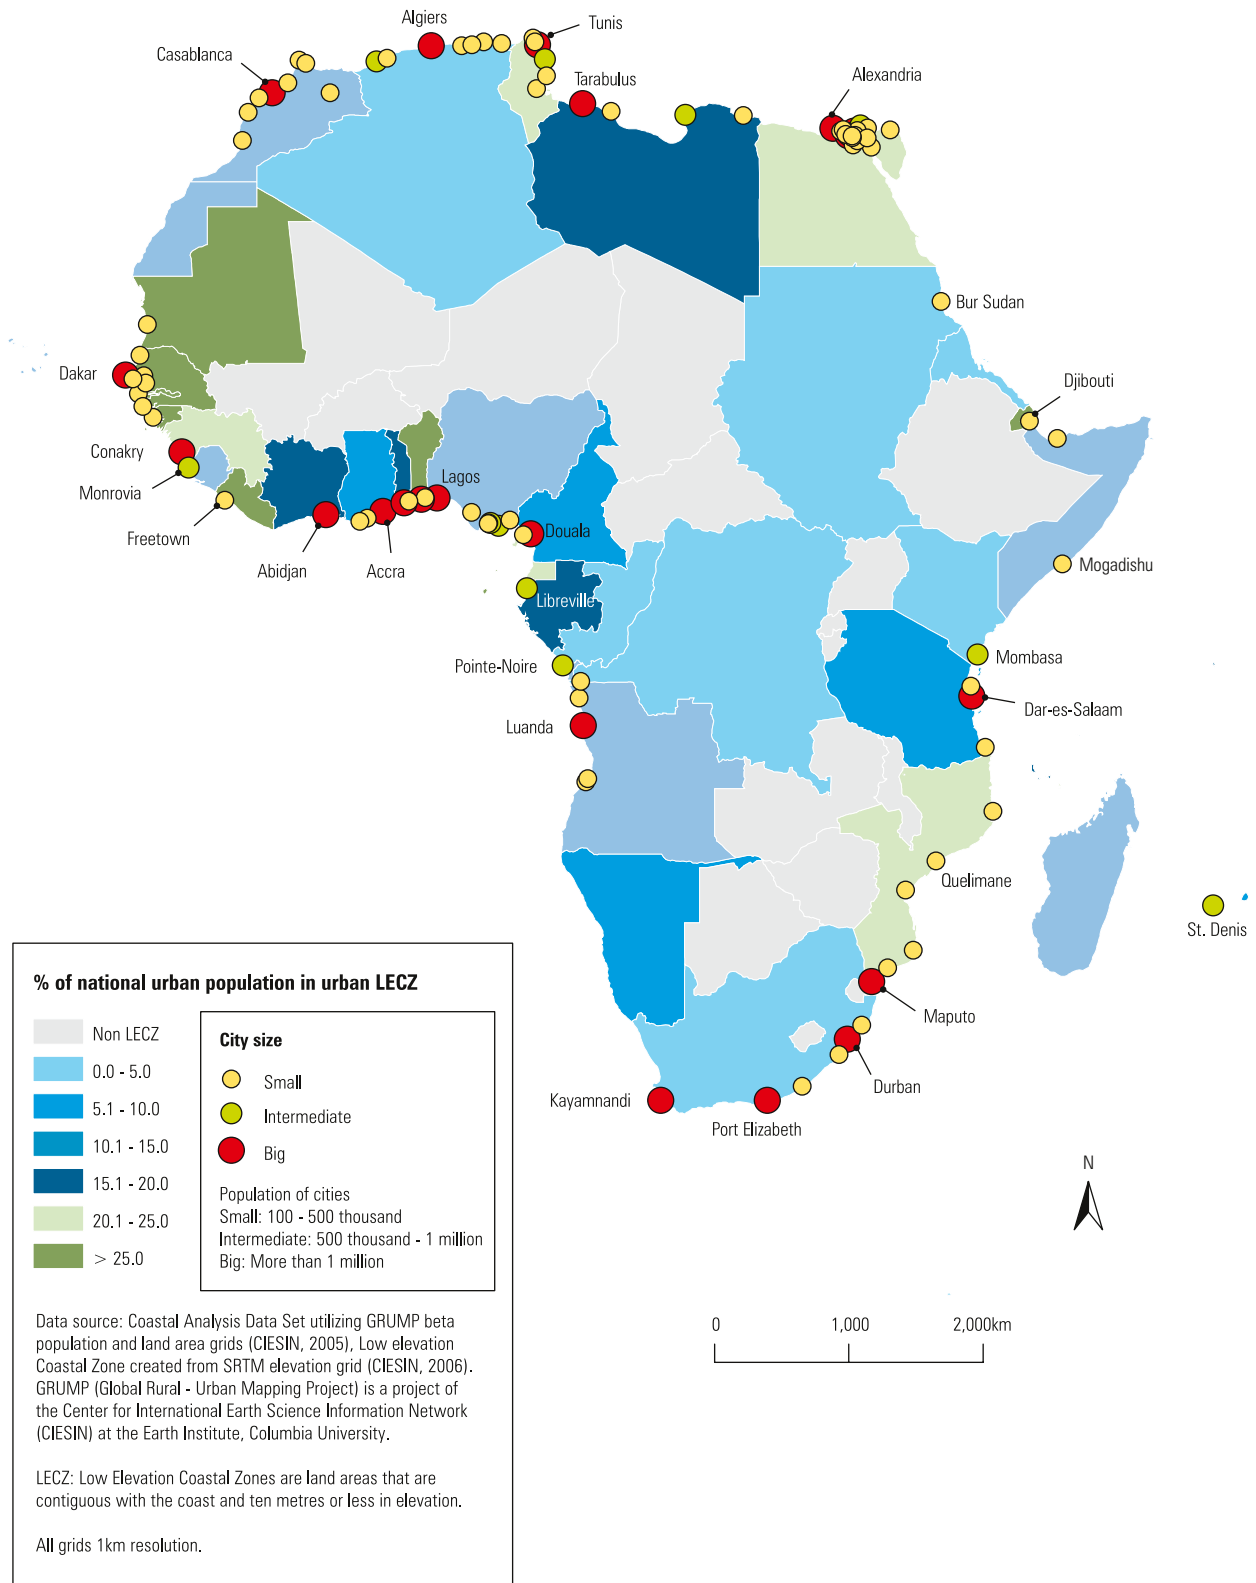 Algiers
Tunis
Casablanca
Tarabulus
Alexandria
Bur Sudan
Dakar
Djibouti
Conakry
Lagos
Monrovia
Freetown
Douala
Abidjan
Accra
Mogadishu
Libreville
Pointe-Noire
Mombasa
Dar-es-Salaam
Luanda
Quelimane
St. Denis
Maputo
Durban
Kayamnandi
Port Elizabeth
% of national urban population in urban LECZ
Non LECZ
0.0 - 5.0
5.1 - 10.0
10.1 - 15.0
15.1 - 20.0
20.1 - 25.0
> 25.0
City size
Small
Intermediate
Big
Population of cities
Small: 100 - 500 thousand
Intermediate: 500 thousand - 1 million
Big: More than 1 million
Data source: Coastal Analysis Data Set utilizing GRUMP beta
population and land area grids (CIESIN, 2005), Low elevation
Coastal Zone created from SRTM elevation grid (CIESIN, 2006).
GRUMP (Global Rural - Urban Mapping Project) is a project of
the Center for International Earth Science Information Network
(CIESIN) at the Earth Institute, Columbia University.
LECZ: Low Elevation Coastal Zones are land areas that are
contiguous with the coast and ten metres or less in elevation.
All grids 1km resolution.
N
0 1,000 2,000km